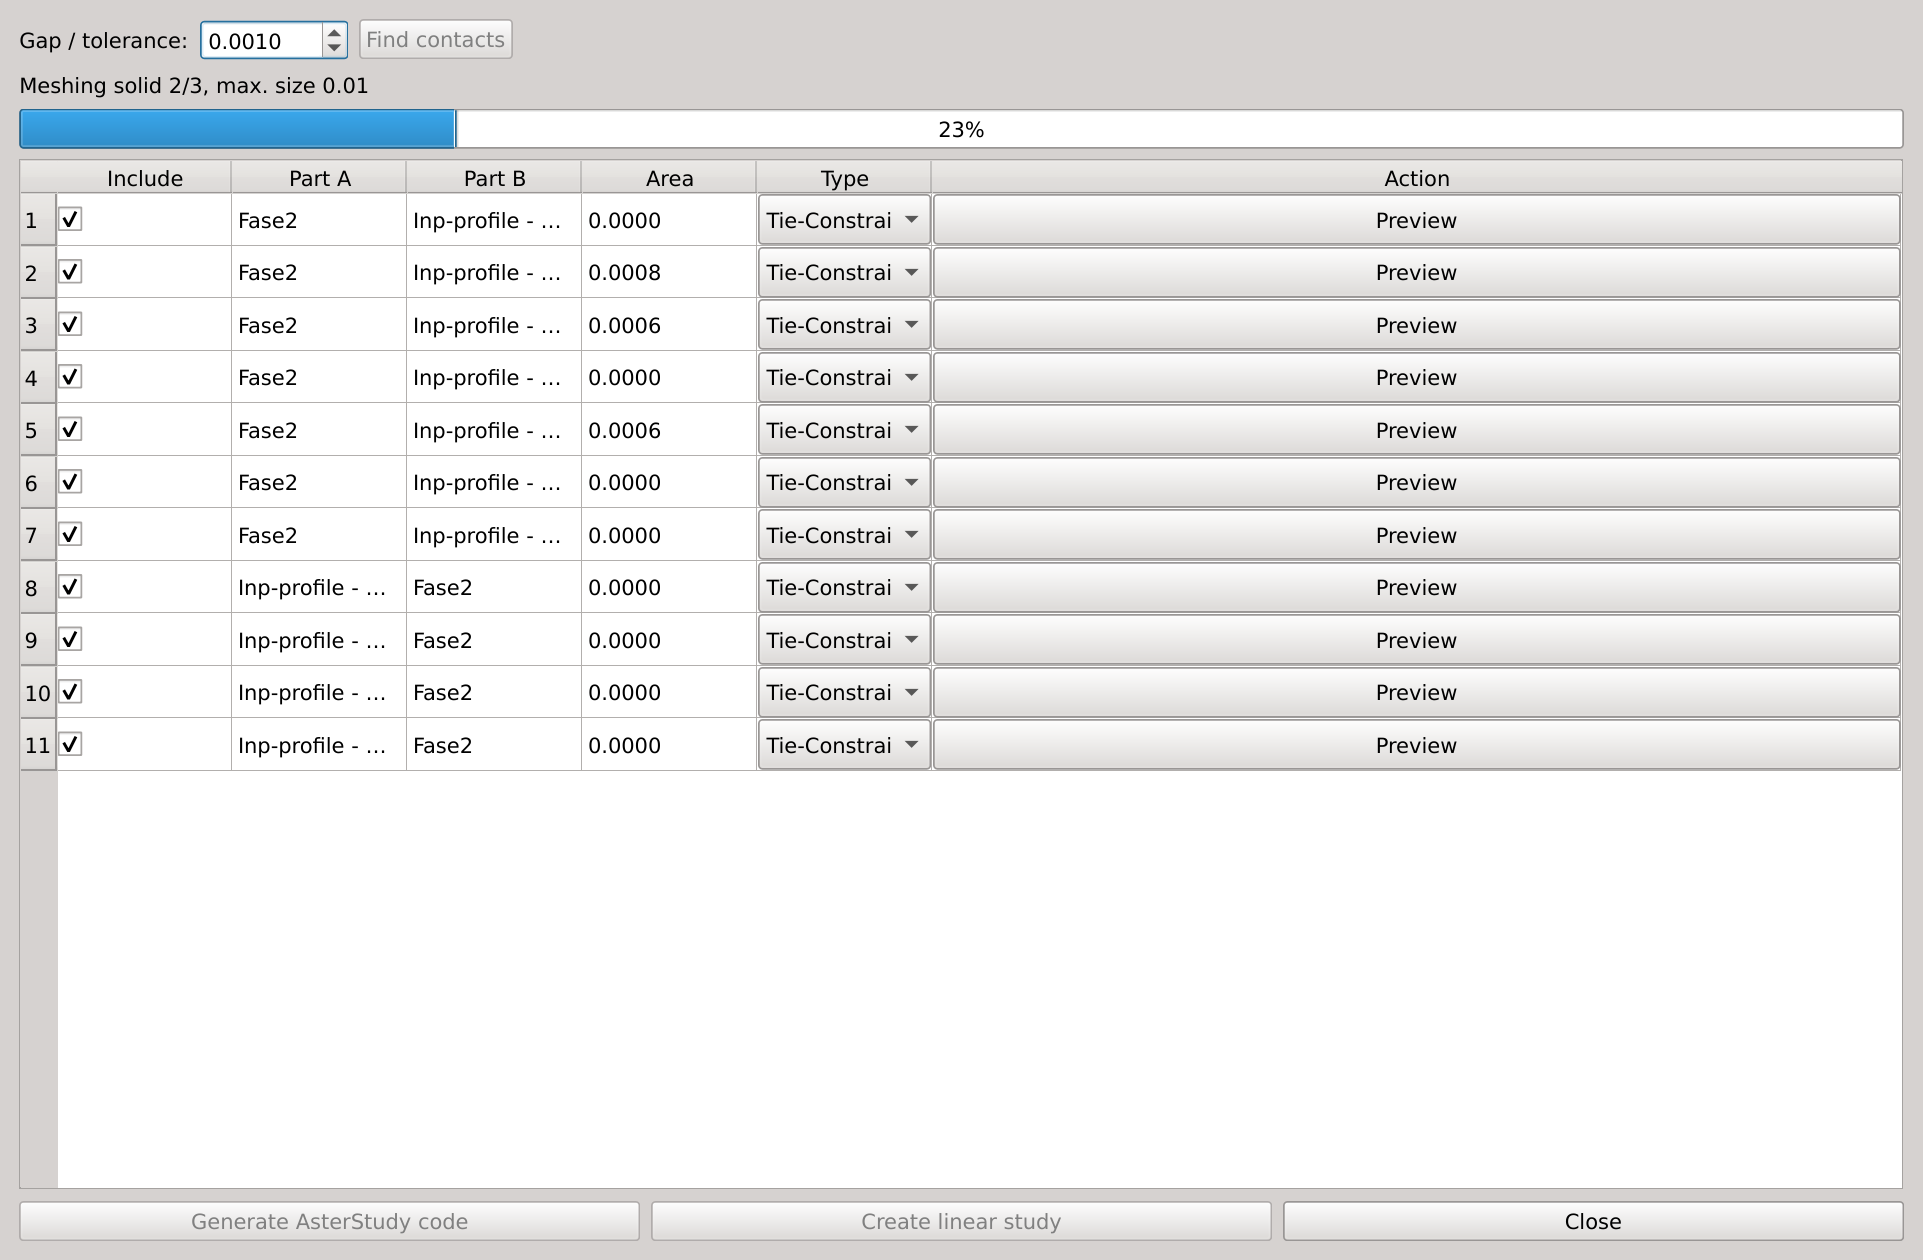 Gap / tolerance: 0.0010 Find contacts
Meshing solid 2/3, max. size 0.01
23%
Include Part A Part B Area Type Action
1 Fase2 Inp-profile - ... 0.0000 Tie-Constrai Preview
2 Fase2 Inp-profile - ... 0.0008 Tie-Constrai Preview
3 Fase2 Inp-profile - ... 0.0006 Tie-Constrai Preview
4 Fase2 Inp-profile - ... 0.0000 Tie-Constrai Preview
5 Fase2 Inp-profile - ... 0.0006 Tie-Constrai Preview
6 Fase2 Inp-profile - ... 0.0000 Tie-Constrai Preview
7 Fase2 Inp-profile - ... 0.0000 Tie-Constrai Preview
8 Inp-profile - ... Fase2 0.0000 Tie-Constrai Preview
9 Inp-profile - ... Fase2 0.0000 Tie-Constrai Preview
10 Inp-profile - ... Fase2 0.0000 Tie-Constrai Preview
11 Inp-profile - ... Fase2 0.0000 Tie-Constrai Preview
Generate AsterStudy code Create linear study Close